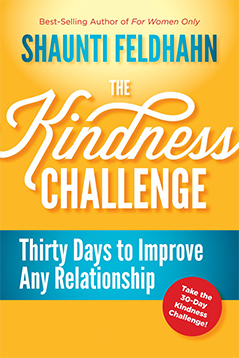 Best-Selling Author of For Women Only
SHAUNTI FELDHAHN
THE
Kindness
CHALLENGE
Thirty Days to Improve
Any Relationship
Take the
30-Day
Kindness
Challenge!